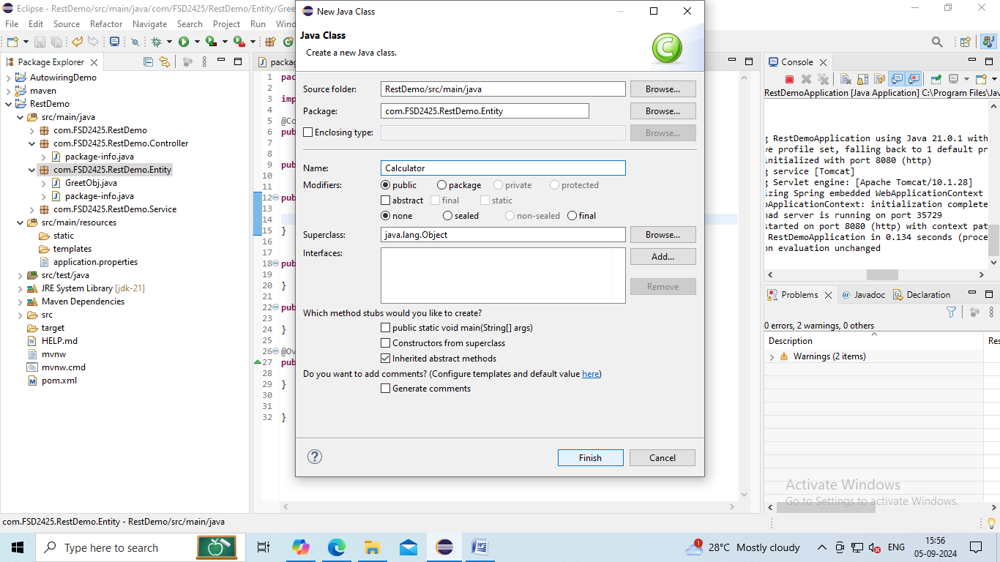 Eclipse - RestDemo/src/main/java/com/FSD2425/RestDemo/Entity/Gree
File Edit Source Refactor Navigate Search Project Run Wind
New Java Class
Java Class
Create a new Java class.
Source folder: RestDemo/src/main/java Browse...
Package: com.FSD2425.RestDemo.Entity Browse...
Enclosing type: Browse...
Name: Calculator
Modifiers: public package private protected
abstract final static
none sealed non-sealed final
Superclass: java.lang.Object Browse...
Interfaces: Add...
Remove
Which method stubs would you like to create?
public static void main(String[] args)
Constructors from superclass
Inherited abstract methods
Do you want to add comments? (Configure templates and default value here)
Generate comments
Finish Cancel
Package Explorer
AutowiringDemo
maven
RestDemo
src/main/java
com.FSD2425.RestDemo
com.FSD2425.RestDemo.Controller
package-info.java
com.FSD2425.RestDemo.Entity
GreetObj.java
package-info.java
com.FSD2425.RestDemo.Service
src/main/resources
static
templates
application.properties
src/test/java
JRE System Library [jdk-21]
Maven Dependencies
src
target
HELP.md
mvnw
mvnw.cmd
pom.xml
packag
1 pac
2
3 imp
4
5 @Co
6 pub
7
8
9 pub
10
11
12 pub
13
14
15 }
16
17
18 pub
19
20 }
21
22 pub
23
24 }
25
26 @Ov
27 pub
28
29 }
30
31
32 }
Console
RestDemoApplication [Java Application] C:\Program Files\Jav
g RestDemoApplication using Java 21.0.1 with
ve profile set, falling back to 1 default pr
initialized with port 8080 (http)
g service [Tomcat]
g Servlet engine: [Apache Tomcat/10.1.28]
izing Spring embedded WebApplicationContext
bApplicationContext: initialization complete
oad server is running on port 35729
started on port 8080 (http) with context pat
RestDemoApplication in 0.134 seconds (proce
on evaluation unchanged
Problems @ Javadoc Declaration
0 errors, 2 warnings, 0 others
Description Res
Warnings (2 items)
Activate Windows
Go to Settings to activate Windows.
com.FSD2425.RestDemo.Entity - RestDemo/src/main/java
Type here to search
1 28°C Mostly cloudy ENG 15:56
05-09-2024